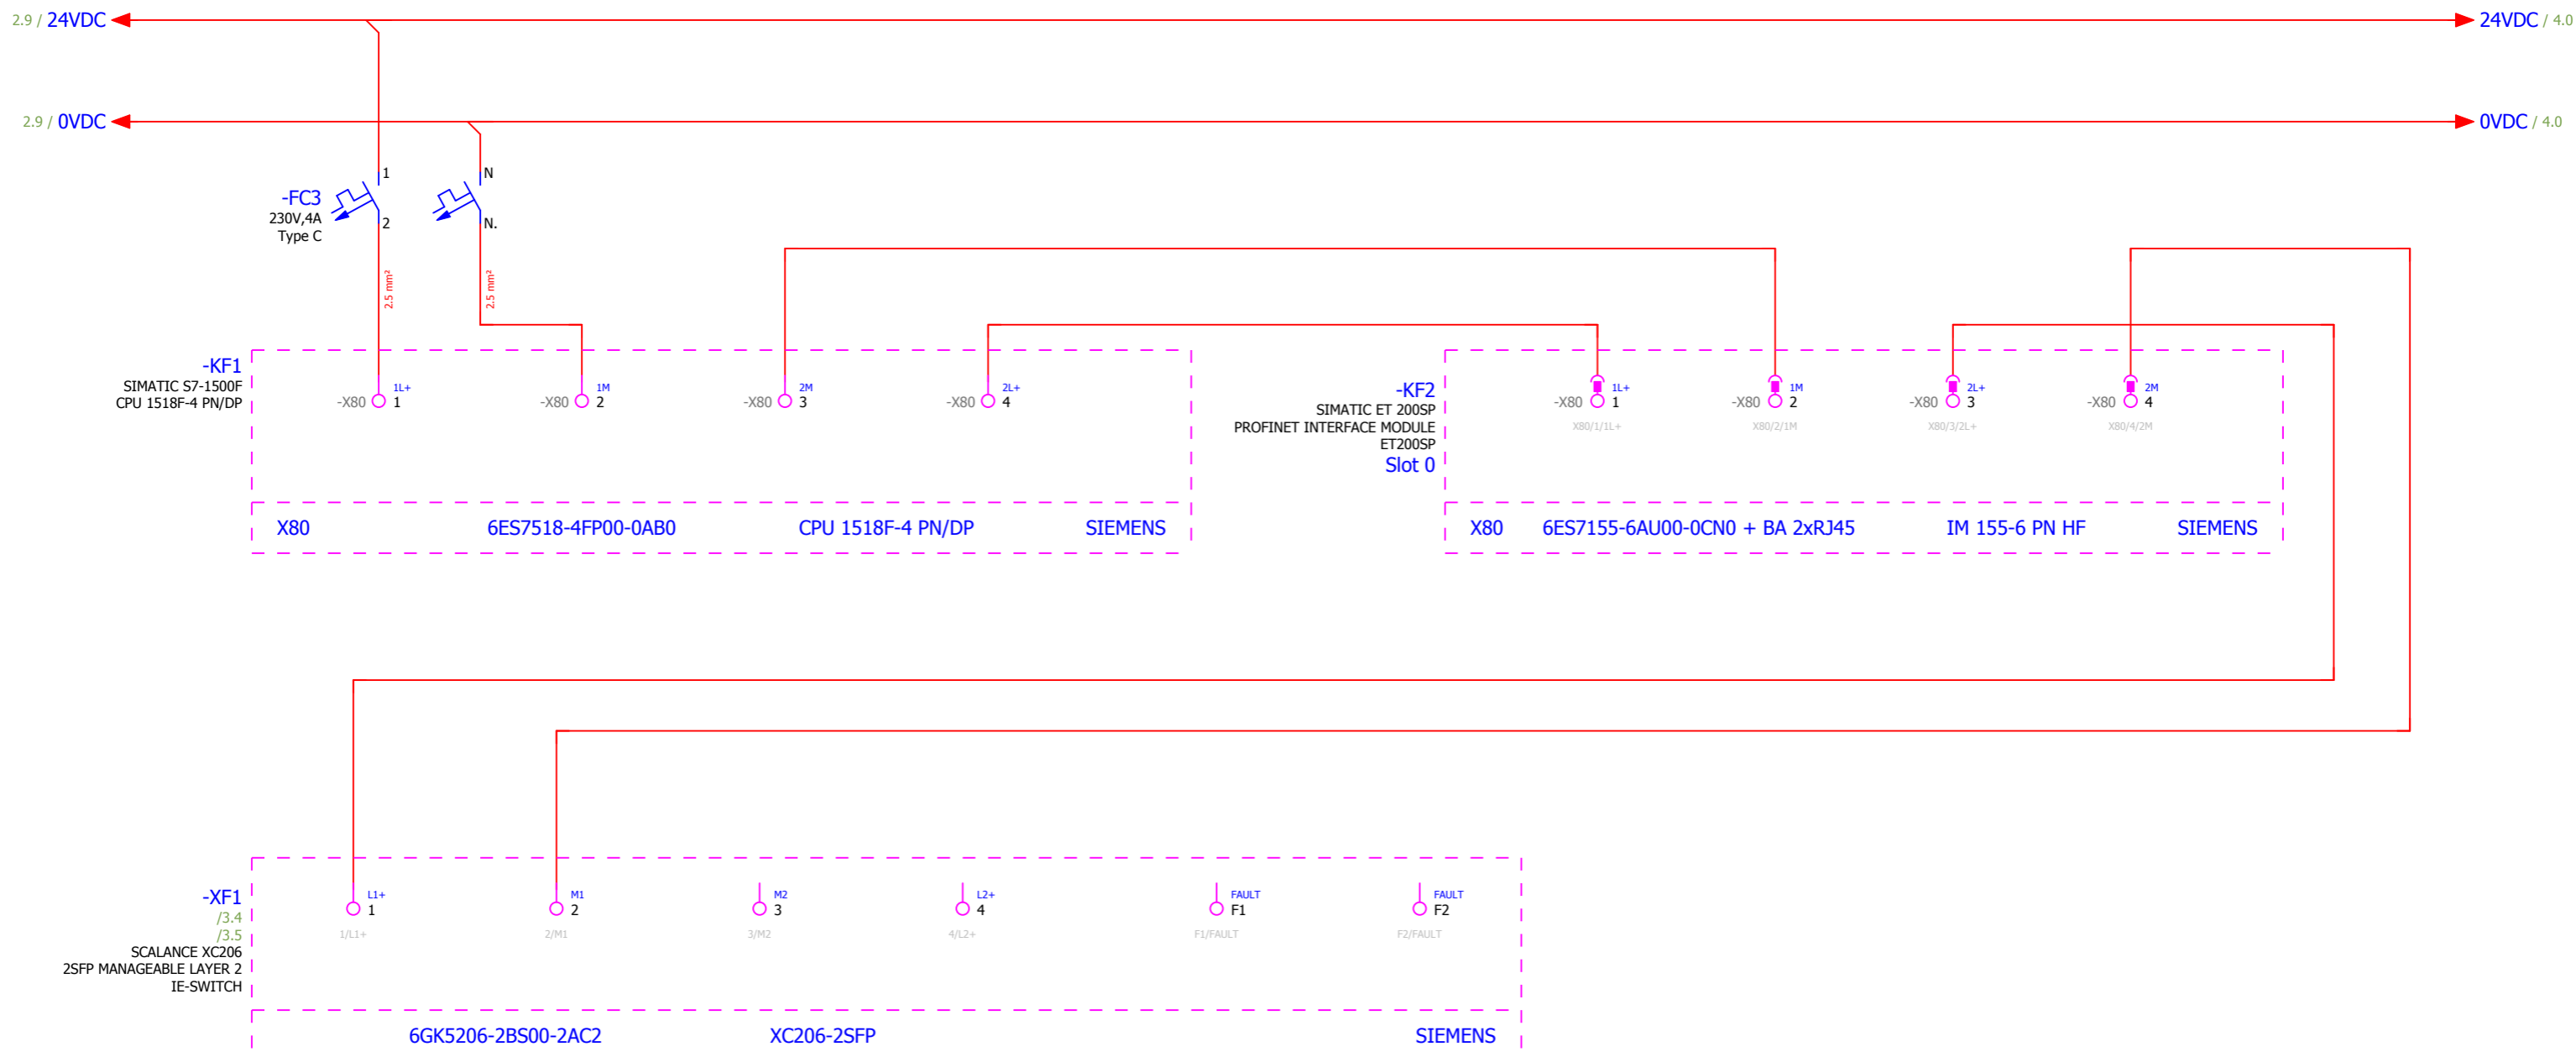 2.9 / 24VDC
24VDC / 4.0
2.9 / 0VDC
0VDC / 4.0
-FC3
230V,4A
Type C
1
2
N
N.
2.5 mm²
2.5 mm²
-KF1
SIMATIC S7-1500F
CPU 1518F-4 PN/DP
-X80 1 1L+
-X80 2 1M
-X80 3 2M
-X80 4 2L+
X80 6ES7518-4FP00-0AB0 CPU 1518F-4 PN/DP SIEMENS
-KF2
SIMATIC ET 200SP
PROFINET INTERFACE MODULE
ET200SP
Slot 0
-X80 1 1L+
X80/1/1L+
-X80 2 1M
X80/2/1M
-X80 3 2L+
X80/3/2L+
-X80 4 2M
X80/4/2M
X80 6ES7155-6AU00-0CN0 + BA 2xRJ45 IM 155-6 PN HF SIEMENS
-XF1
/3.4
/3.5
SCALANCE XC206
2SFP MANAGEABLE LAYER 2
IE-SWITCH
L1+
1
1/L1+
M1
2
2/M1
M2
3
3/M2
L2+
4
4/L2+
FAULT
F1
F1/FAULT
FAULT
F2
F2/FAULT
6GK5206-2BS00-2AC2 XC206-2SFP SIEMENS